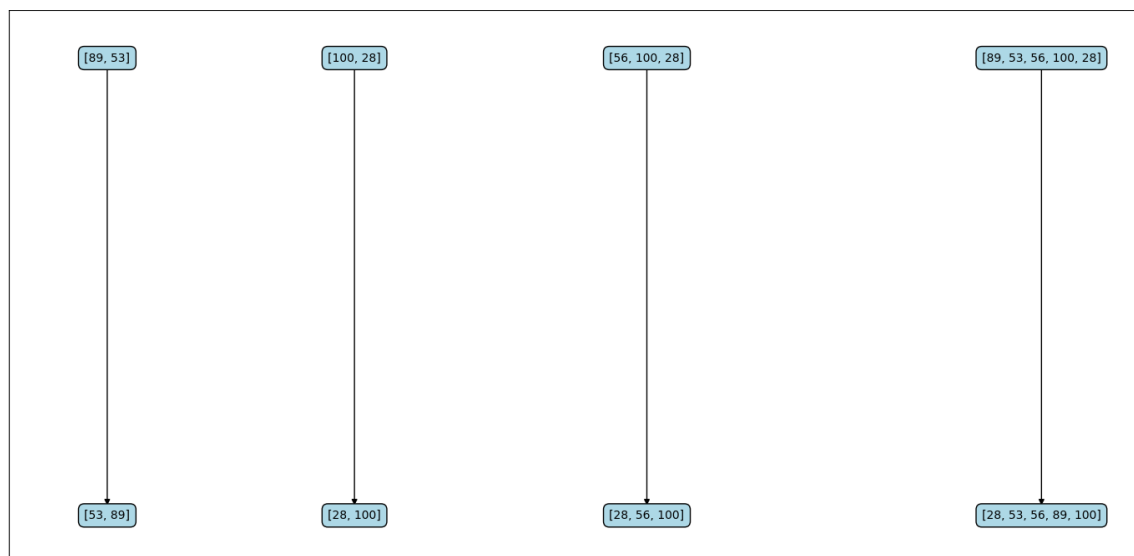 [89, 53]
[100, 28]
[56, 100, 28]
[89, 53, 56, 100, 28]
[53, 89]
[28, 100]
[28, 56, 100]
[28, 53, 56, 89, 100]